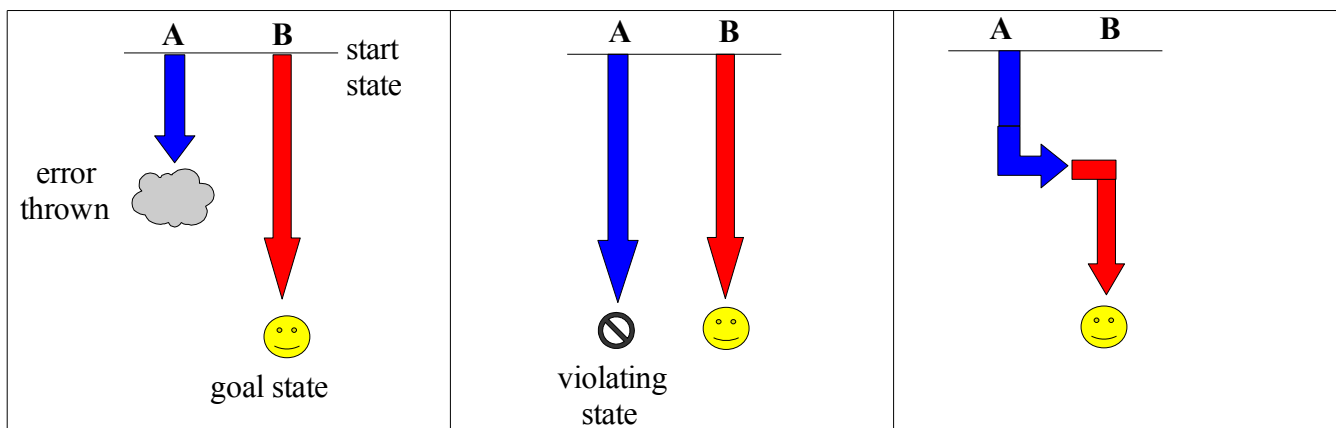 A B
start
state
error
thrown
goal state
A B
violating
state
A B